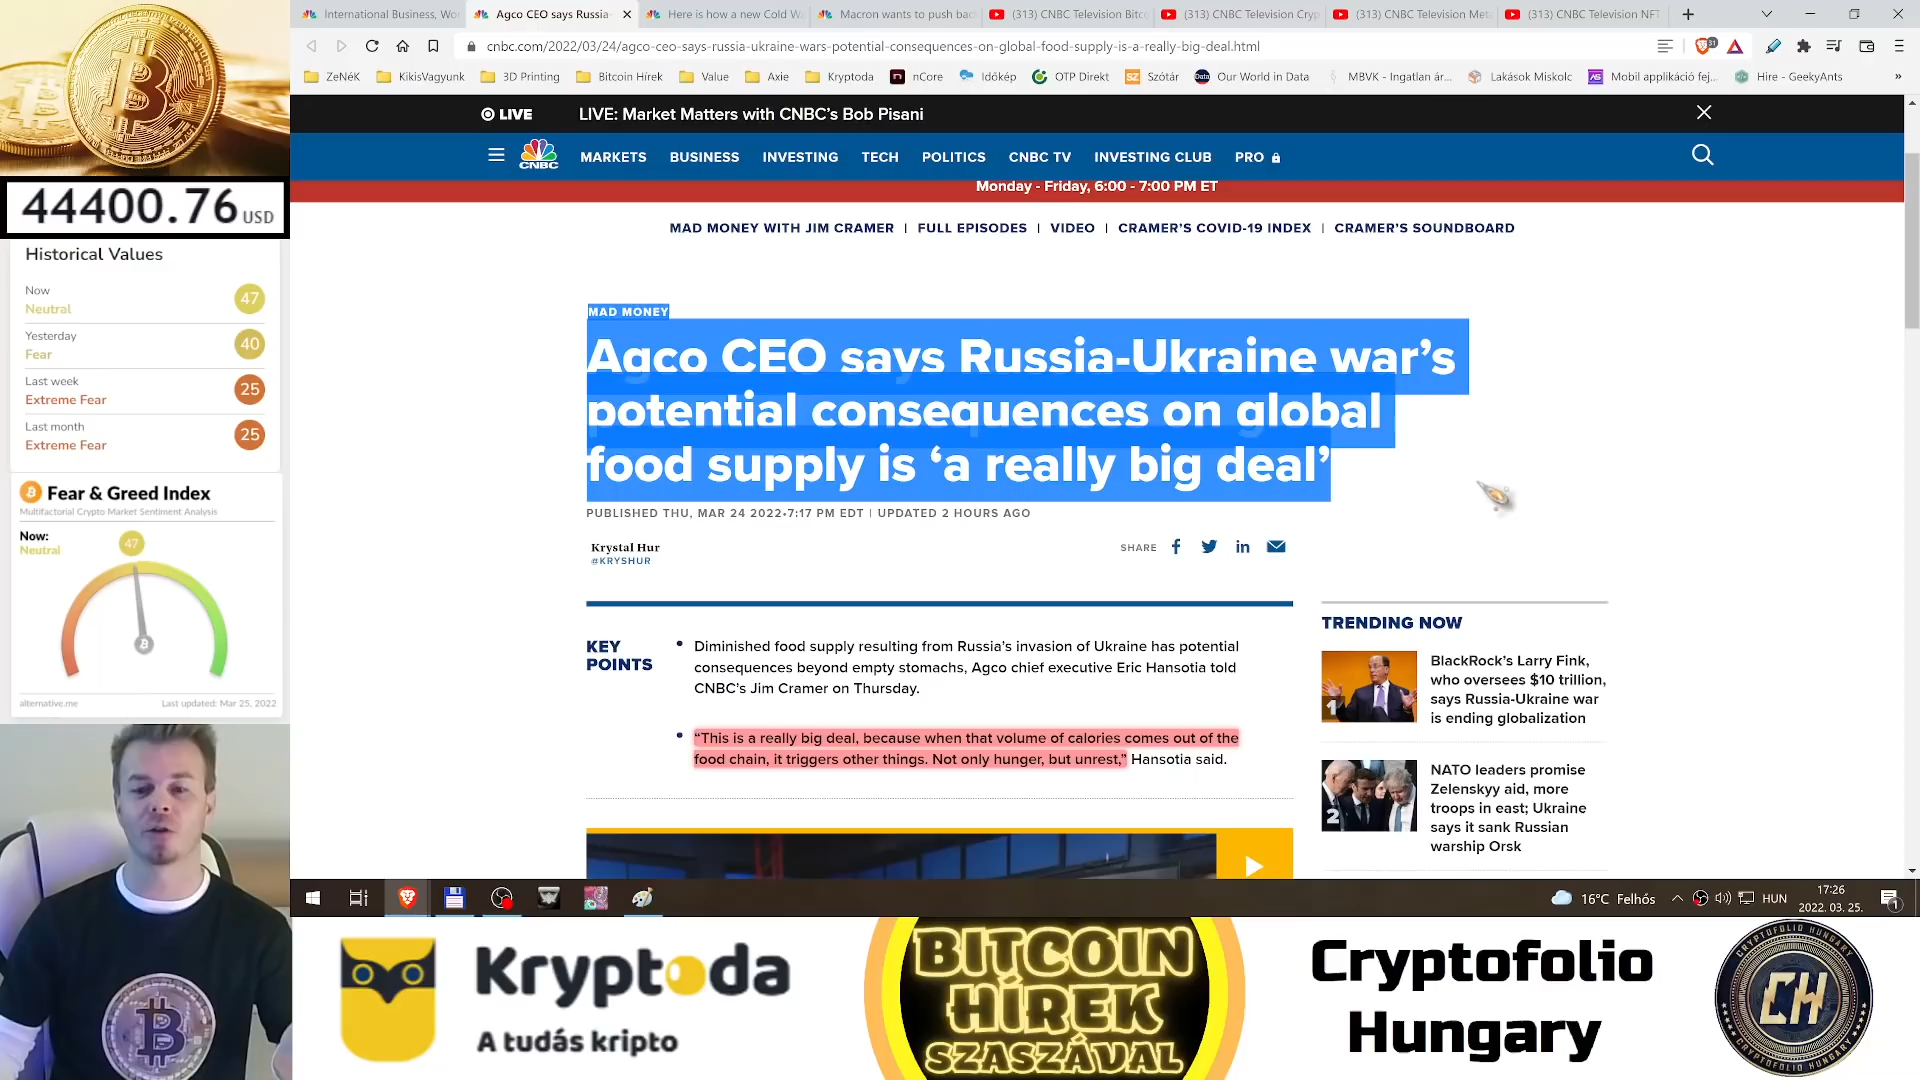 International Business, Wo
Agco CEO says Russia-
Here is how a new Cold W
Macron wants to push bac
(313) CNBC Television Bitc
(313) CNBC Television Cryp
(313) CNBC Television Met
(313) CNBC Television NFT
cnbc.com/2022/03/24/agco-ceo-says-russia-ukraine-wars-potential-consequences-on-global-food-supply-is-a-really-big-deal.html
ZeNéK
KikisVagyunk
3D Printing
Bitcoin Hírek
Value
Axie
Kryptoda
nCore
Időkép
OTP Direkt
SZ Szótár
Our World in Data
MBVK - Ingatlan ár...
Lakások Miskolc
Mobil applikáció fej...
Hire - GeekyAnts
LIVE
LIVE: Market Matters with CNBC’s Bob Pisani
CNBC
MARKETS BUSINESS INVESTING TECH POLITICS CNBC TV INVESTING CLUB PRO
Monday - Friday, 6:00 - 7:00 PM ET
MAD MONEY WITH JIM CRAMER | FULL EPISODES | VIDEO | CRAMER’S COVID-19 INDEX | CRAMER’S SOUNDBOARD
MAD MONEY
Agco CEO says Russia-Ukraine war’s
potential consequences on global
food supply is ‘a really big deal’
PUBLISHED THU, MAR 24 2022•7:17 PM EDT | UPDATED 2 HOURS AGO
Krystal Hur
@KRYSHUR
SHARE
KEY
POINTS
Diminished food supply resulting from Russia’s invasion of Ukraine has potential
consequences beyond empty stomachs, Agco chief executive Eric Hansotia told
CNBC’s Jim Cramer on Thursday.
“This is a really big deal, because when that volume of calories comes out of the
food chain, it triggers other things. Not only hunger, but unrest,” Hansotia said.
TRENDING NOW
1
BlackRock’s Larry Fink,
who oversees $10 trillion,
says Russia-Ukraine war
is ending globalization
2
NATO leaders promise
Zelenskyy aid, more
troops in east; Ukraine
says it sank Russian
warship Orsk
44400.76 USD
Historical Values
Now
Neutral
47
Yesterday
Fear
40
Last week
Extreme Fear
25
Last month
Extreme Fear
25
Fear & Greed Index
Multifactorial Crypto Market Sentiment Analysis
Now:
Neutral
47
alternative.me
Last updated: Mar 25, 2022
16°C Felhős
HUN
17:26
2022. 03. 25.
1
Kryptoda
A tudás kripto
BITCOIN
HÍREK
SZASZÁVAL
Cryptofolio
Hungary
CRYPTOFOLIO HUNGARY
CH
CRYPTOFOLIO HUNGARY